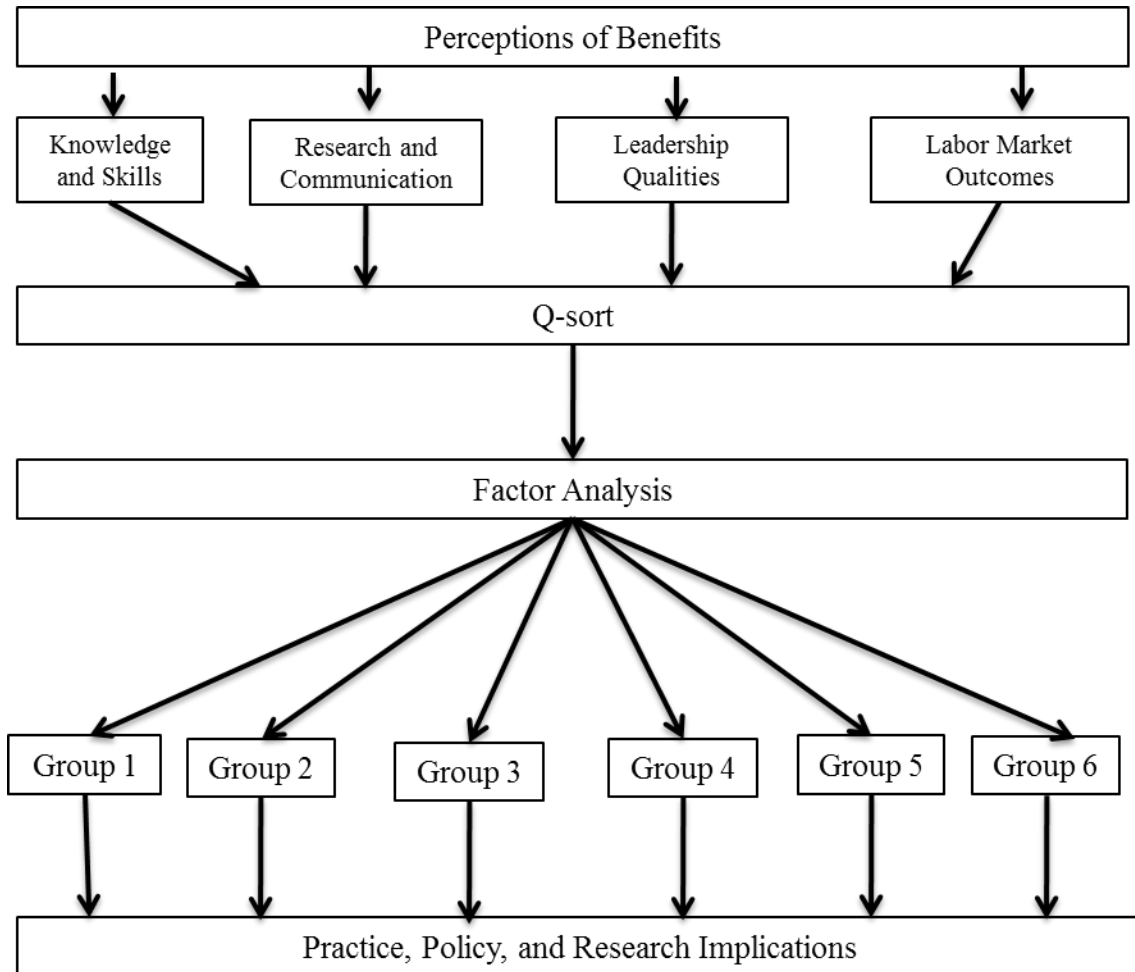 Perceptions of Benefits
Knowledge
and Skills
Research and
Communication
Leadership
Qualities
Labor Market
Outcomes
Q-sort
Factor Analysis
Group 1
Group 2
Group 3
Group 4
Group 5
Group 6
Practice, Policy, and Research Implications